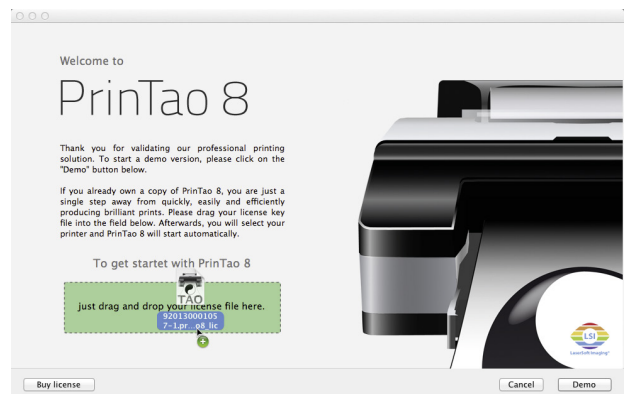 Welcome to
PrinTao 8
Thank you for validating our professional printing
solution. To start a demo version, please click on the
"Demo" button below.
If you already own a copy of PrinTao 8, you are just a
single step away from quickly, easily and efficiently
producing brilliant prints. Please drag your license key
file into the field below. Afterwards, you will select your
printer and PrinTao 8 will start automatically.
To get startet with PrinTao 8
TAO
just drag and drop your license file here.
92013000105
7-1.pr...o8_lic
LSI
LaserSoft Imaging
Buy license
Cancel
Demo